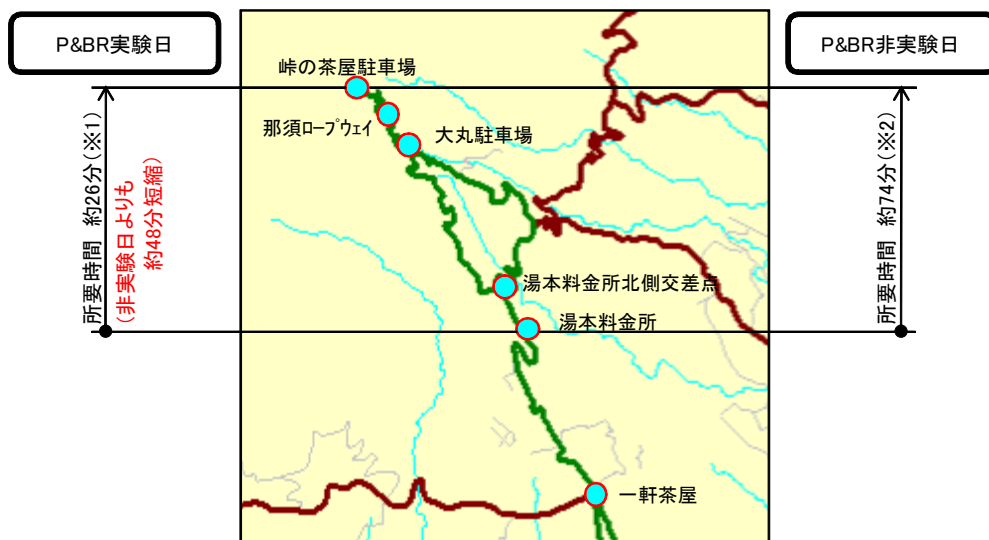 P&BR実験日
P&BR非実験日
峠の茶屋駐車場
那須ロープウェイ
大丸駐車場
所要時間 約26分(※1)
(非実験日よりも
約48分短縮)
所要時間 約74分(※2)
湯本料金所北側交差点
湯本料金所
一軒茶屋